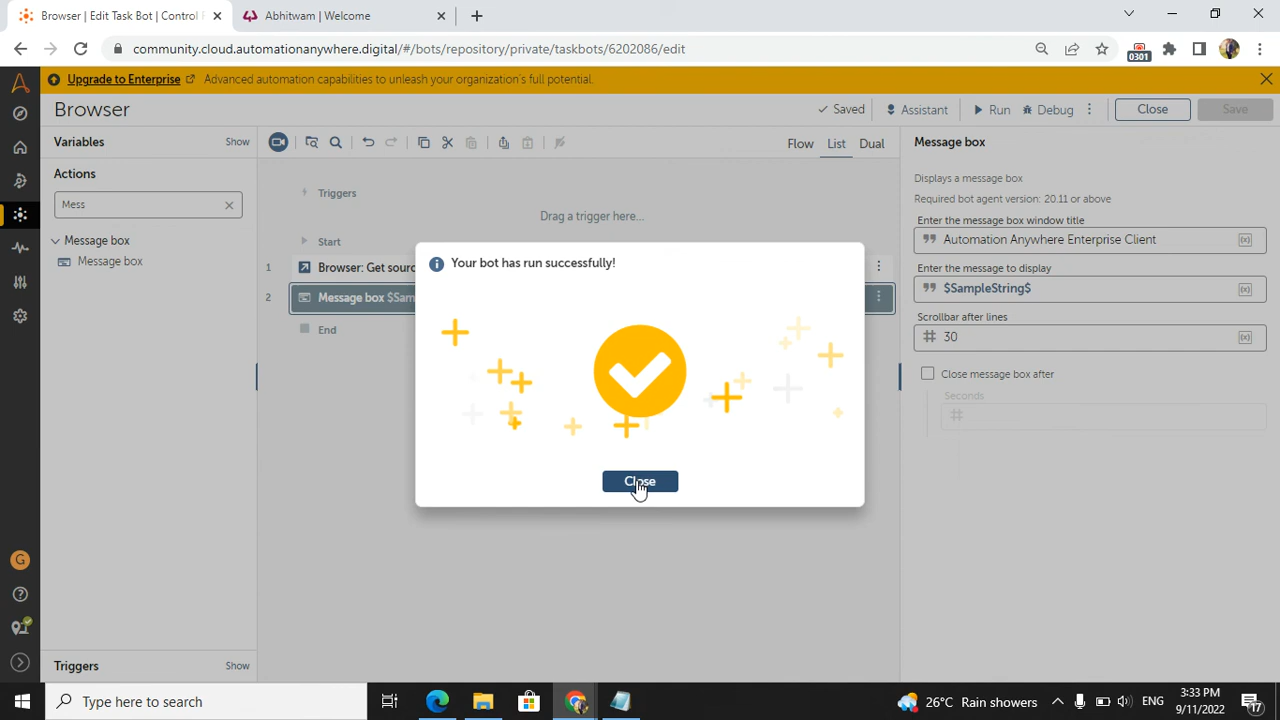 Browser | Edit Task Bot | Control
Abhitwam | Welcome
community.cloud.automationanywhere.digital/#/bots/repository/private/taskbots/6202086/edit
0301
Upgrade to Enterprise
Advanced automation capabilities to unleash your organization's full potential.
Browser
Saved
Assistant
Run
Debug
Close
Save
Variables
Show
Flow
List
Dual
Message box
Actions
Displays a message box
Triggers
Required bot agent version: 20.11 or above
Mess
Drag a trigger here...
Enter the message box window title
Message box
Start
Automation Anywhere Enterprise Client
Message box
1
Browser: Get sourc
Your bot has run successfully!
Enter the message to display
2
Message box $Sam
$SampleString$
End
Scrollbar after lines
30
Close message box after
Seconds
Close
G
Triggers
Show
Type here to search
26°C Rain showers
ENG
3:33 PM
9/11/2022
17